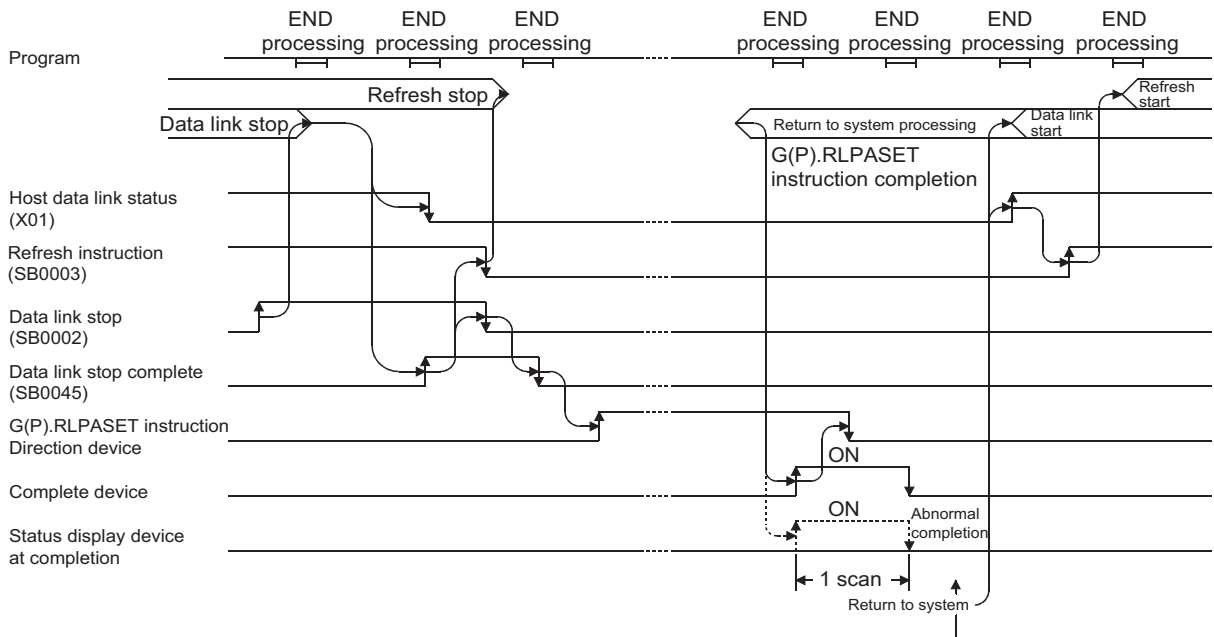 END processing
END processing
END processing
END processing
END processing
END processing
END processing
Program
Refresh stop
Refresh start
Data link stop
Return to system processing
Data link start
G(P).RLPASET
instruction completion
Host data link status
(X01)
Refresh instruction
(SB0003)
Data link stop
(SB0002)
Data link stop complete
(SB0045)
G(P).RLPASET instruction
Direction device
ON
Complete device
ON
Abnormal
completion
Status display device
at completion
1 scan
Return to system